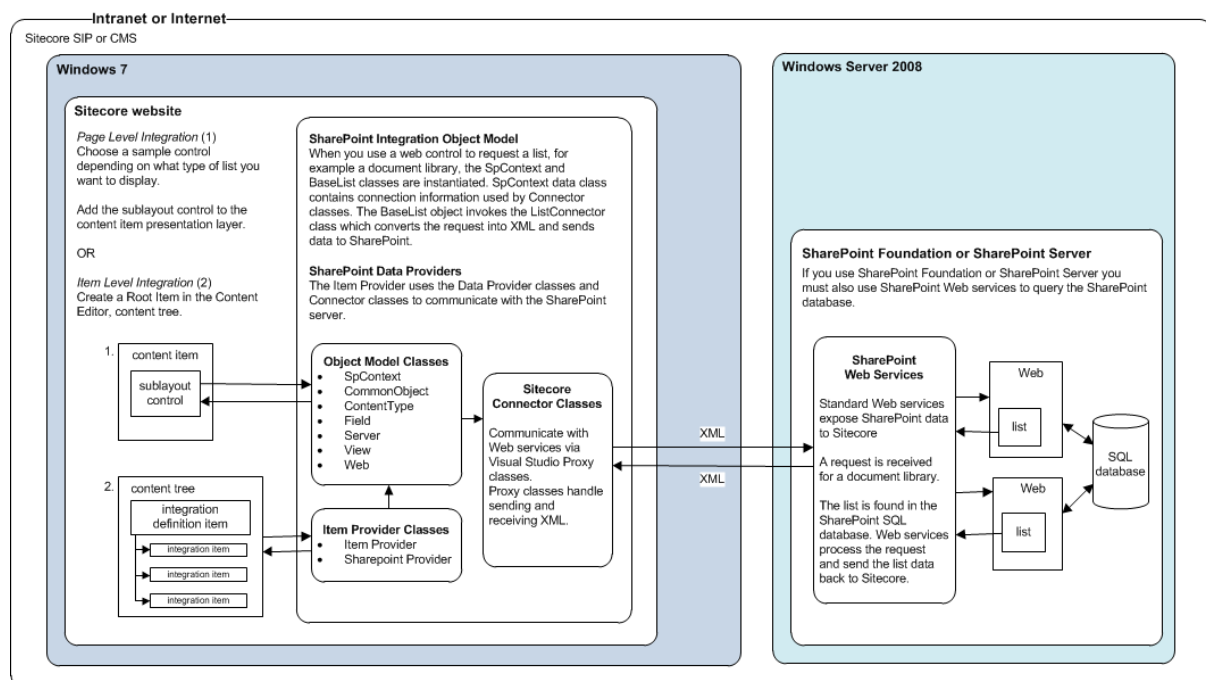 Intranet or Internet
Sitecore SIP or CMS
Windows 7
Sitecore website
Page Level Integration (1)
Choose a sample control
depending on what type of list you
want to display.
Add the sublayout control to the
content item presentation layer.
OR
Item Level Integration (2)
Create a Root Item in the Content
Editor, content tree.
SharePoint Integration Object Model
When you use a web control to request a list, for
example a document library, the SpContext and
BaseList classes are instantiated. SpContext data class
contains connection information used by Connector
classes. The BaseList object invokes the ListConnector
class which converts the request into XML and sends
data to SharePoint.
SharePoint Data Providers
The Item Provider uses the Data Provider classes and
Connector classes to communicate with the SharePoint
server.
1.
content item
sublayout
control
2.
content tree
integration
definition item
integration item
integration item
integration item
Object Model Classes
• SpContext
• CommonObject
• ContentType
• Field
• Server
• View
• Web
Item Provider Classes
• Item Provider
• Sharepoint Provider
Sitecore
Connector Classes
Communicate with
Web services via
Visual Studio Proxy
classes.
Proxy classes handle
sending and
receiving XML.
XML
XML
Windows Server 2008
SharePoint Foundation or SharePoint Server
If you use SharePoint Foundation or SharePoint Server you
must also use SharePoint Web services to query the SharePoint
database.
SharePoint
Web Services
Standard Web services
expose SharePoint data
to Sitecore
A request is received
for a document library.
The list is found in the
SharePoint SQL
database. Web services
process the request
and send the list data
back to Sitecore.
Web
list
Web
list
SQL
database